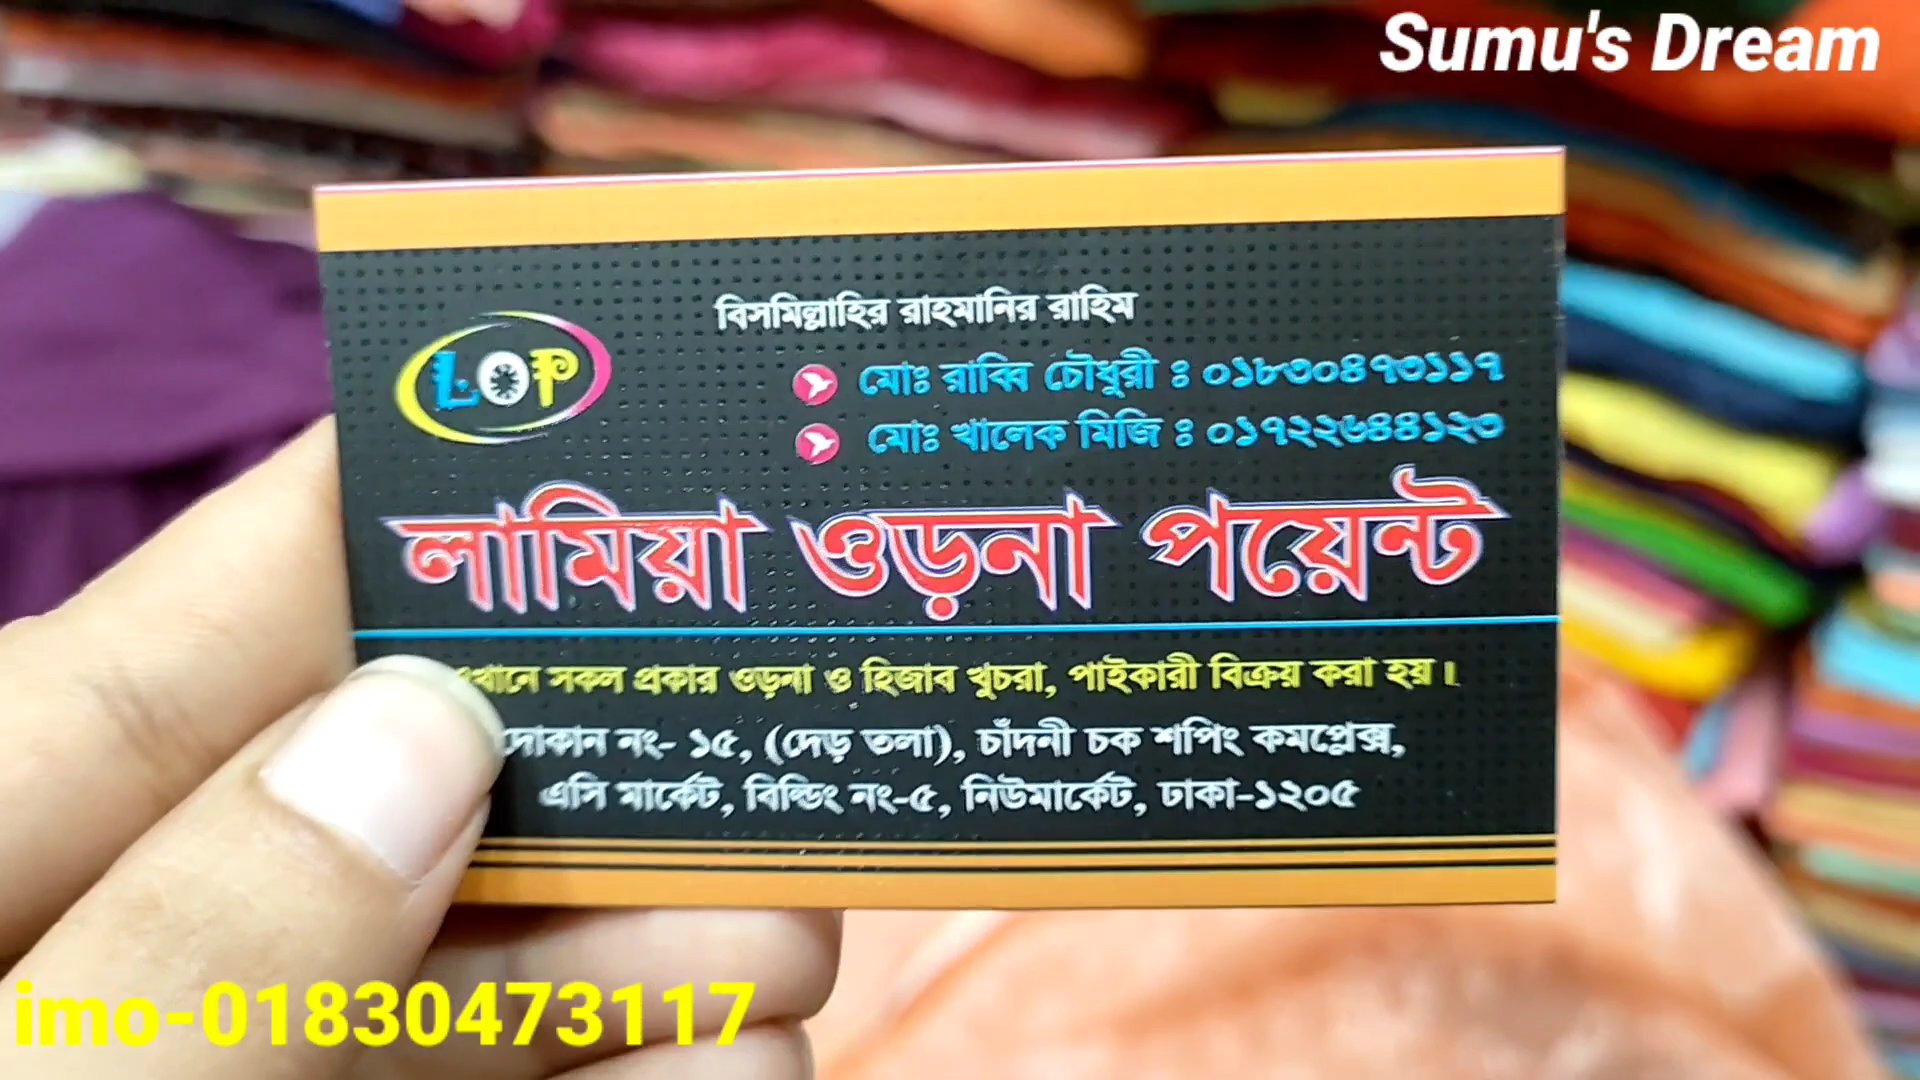 Sumu's Dream
বিসমিল্লাহির রাহমানির রাহিম
LOP
মোঃ রাব্বি চৌধুরী : ০১৮৩০৪৭৩১১৭
মোঃ খালেক মিজি : ০১৭২২৬৪৪১২৩
লামিয়া ওড়না পয়েন্ট
এখানে সকল প্রকার ওড়না ও হিজাব খুচরা, পাইকারী বিক্রয় করা হয়।
দোকান নং- ১৫, (দেড় তলা), চাঁদনী চক শপিং কমপ্লেক্স,
এসি মার্কেট, বিল্ডিং নং-৫, নিউমার্কেট, ঢাকা-১২০৫
imo-01830473117